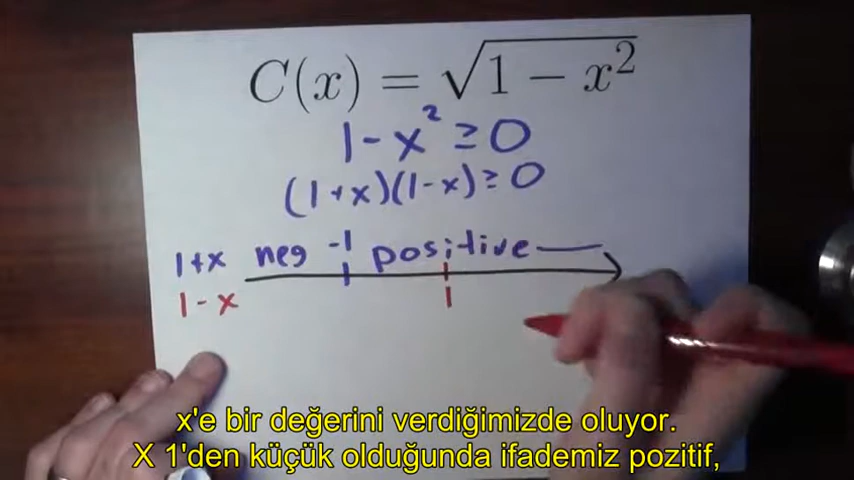 C(x) = √1 − x²
1 - x² ≥ 0
(1+x)(1-x) ≥ 0
1+x neg -1 positive
1-x 1
x'e bir değerini verdiğimizde oluyor.
X 1'den küçük olduğunda ifademiz pozitif,